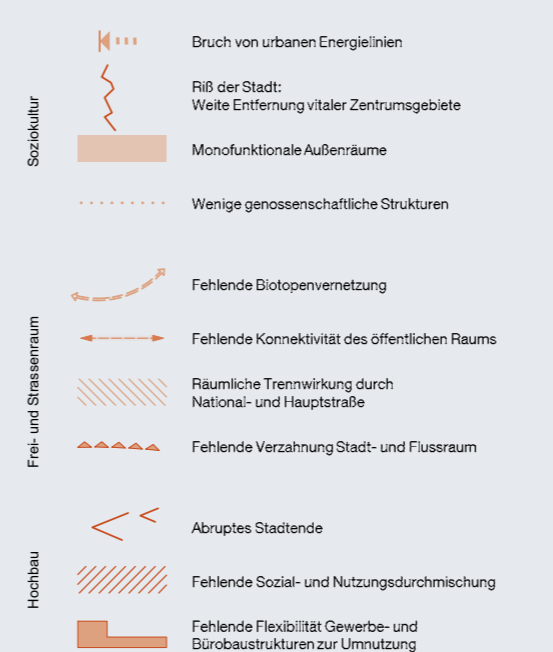 Soziokultur
Bruch von urbanen Energielinien
Riß der Stadt:
Weite Entfernung vitaler Zentrumsgebiete
Monofunktionale Außenräume
Wenige genossenschaftliche Strukturen
Frei- und Strassenraum
Fehlende Biotopenvernetzung
Fehlende Konnektivität des öffentlichen Raums
Räumliche Trennwirkung durch
National- und Hauptstraße
Fehlende Verzahnung Stadt- und Flussraum
Hochbau
Abruptes Stadtende
Fehlende Sozial- und Nutzungsdurchmischung
Fehlende Flexibilität Gewerbe- und
Bürobaustrukturen zur Umnutzung